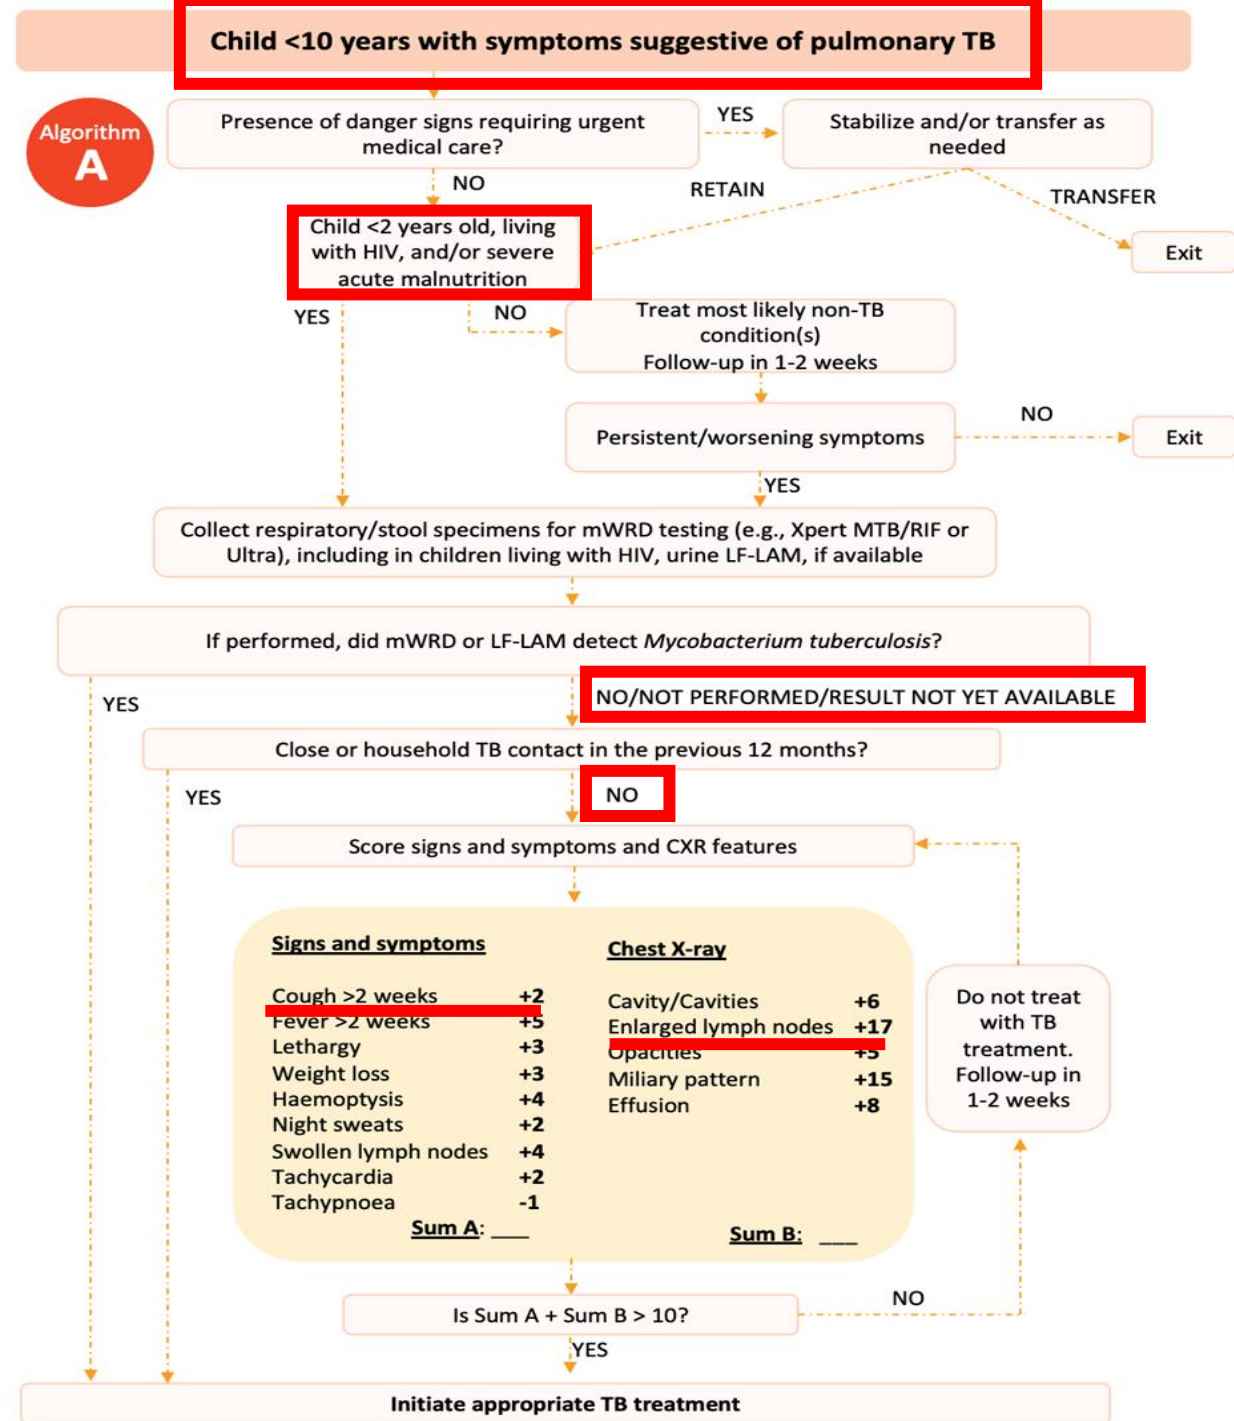 Child <10 years with symptoms suggestive of pulmonary TB
Algorithm
A
Presence of danger signs requiring urgent
medical care?
YES
Stabilize and/or transfer as
needed
NO
RETAIN
TRANSFER
Exit
Child <2 years old, living
with HIV, and/or severe
acute malnutrition
YES
NO
Treat most likely non-TB
condition(s)
Follow-up in 1-2 weeks
Persistent/worsening symptoms
NO
Exit
YES
Collect respiratory/stool specimens for mWRD testing (e.g., Xpert MTB/RIF or
Ultra), including in children living with HIV, urine LF-LAM, if available
If performed, did mWRD or LF-LAM detect Mycobacterium tuberculosis?
YES
NO/NOT PERFORMED/RESULT NOT YET AVAILABLE
Close or household TB contact in the previous 12 months?
YES
NO
Score signs and symptoms and CXR features
Signs and symptoms
Cough >2 weeks +2
Fever >2 weeks +5
Lethargy +3
Weight loss +3
Haemoptysis +4
Night sweats +2
Swollen lymph nodes +4
Tachycardia +2
Tachypnoea -1
Sum A: ___
Chest X-ray
Cavity/Cavities +6
Enlarged lymph nodes +17
Opacities +5
Miliary pattern +15
Effusion +8
Sum B: ___
Do not treat
with TB
treatment.
Follow-up in
1-2 weeks
Is Sum A + Sum B > 10?
NO
YES
Initiate appropriate TB treatment